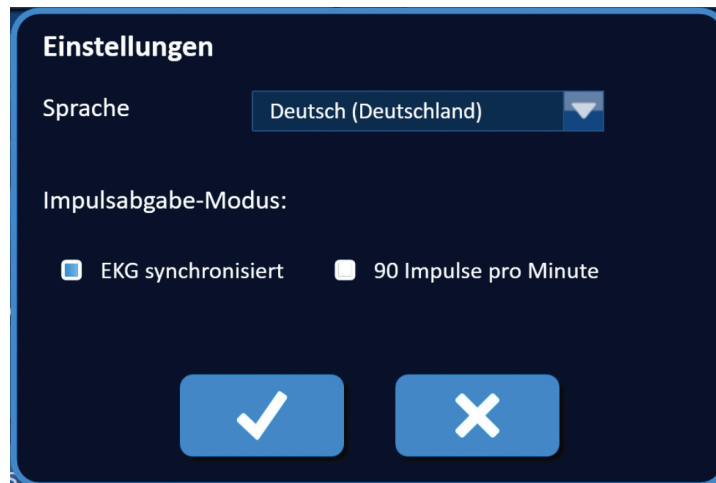 Einstellungen
Sprache
Deutsch (Deutschland)
Impulsabgabe-Modus:
EKG synchronisiert
90 Impulse pro Minute